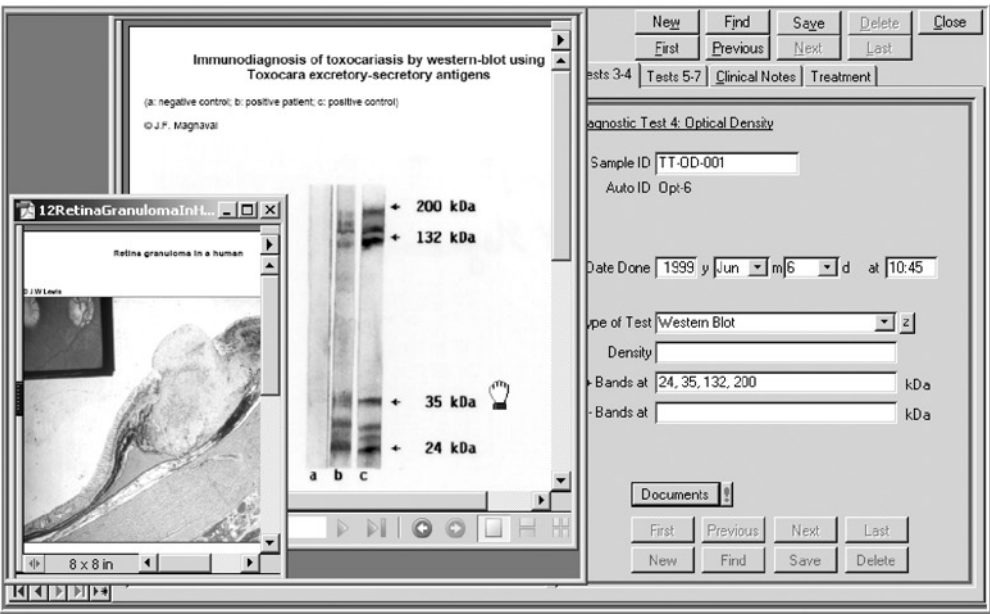 New Find Save Delete Close
First Previous Next Last
ests 3-4 Tests 5-7 Clinical Notes Treatment
Immunodiagnosis of toxocariasis by western-blot using
Toxocara excretory-secretory antigens
(a: negative control; b: positive patient; c: positive control)
© J.F. Magnaval
200 kDa
132 kDa
35 kDa
24 kDa
a b c
12RetinaGranulomaInH...
Retina granuloma in a human
D J W Lewis
8 x 8 in
agnostic Test 4: Optical Density
Sample ID TT-OD-001
Auto ID Opt-6
Date Done 1999 y Jun m 6 d at 10:45
ype of Test Western Blot z
Density
+ Bands at 24, 35, 132, 200 kDa
- Bands at kDa
Documents !
First Previous Next Last
New Find Save Delete